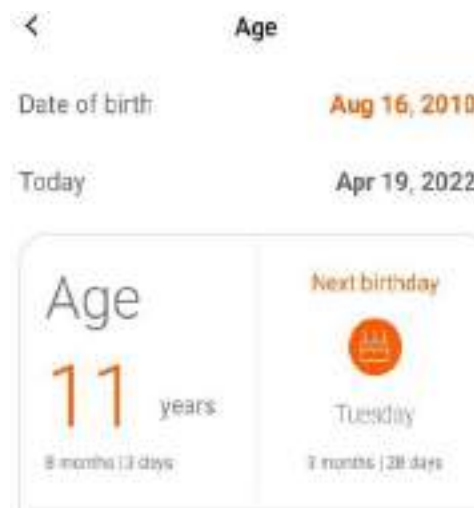 Age
Date of birth Aug 16, 2010
Today Apr 19, 2022
Age
11 years
8 months | 3 days
Next birthday
Tuesday
3 months | 28 days